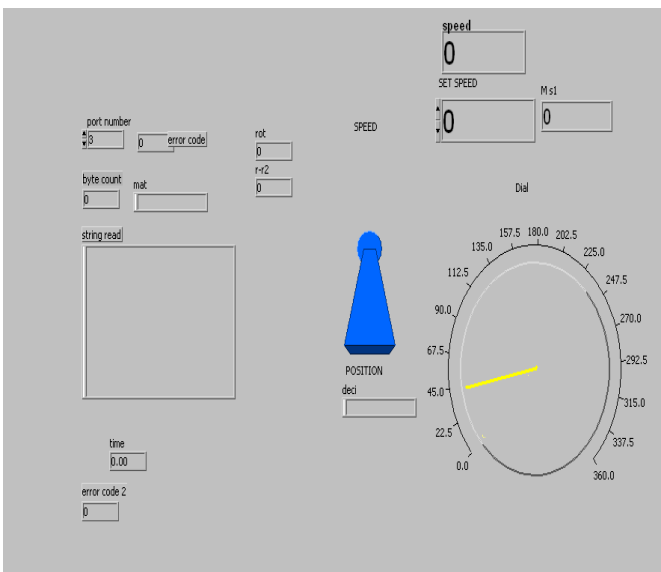 speed
0
SET SPEED
0
M s1
0
port number
3
0
error code
rot
0
SPEED
r-r2
0
byte count
0
mat
Dial
string read
0.0
22.5
45.0
67.5
90.0
112.5
135.0
157.5
180.0
202.5
225.0
247.5
270.0
292.5
315.0
337.5
360.0
POSITION
deci
time
0.00
error code 2
0